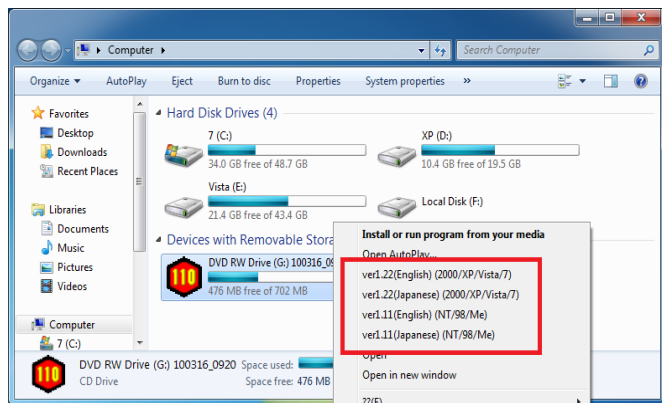 Computer
Search Computer
Organize AutoPlay Eject Burn to disc Properties System properties »
Favorites
Desktop
Downloads
Recent Places
Libraries
Documents
Music
Pictures
Videos
Computer
7 (C:)
Hard Disk Drives (4)
7 (C:)
34.0 GB free of 48.7 GB
XP (D:)
10.4 GB free of 19.5 GB
Vista (E:)
21.4 GB free of 43.4 GB
Local Disk (F:)
Devices with Removable Stora
110
DVD RW Drive (G:) 100316_09
476 MB free of 702 MB
Install or run program from your media
Open AutoPlay...
ver1.22(English) (2000/XP/Vista/7)
ver1.22(Japanese) (2000/XP/Vista/7)
ver1.11(English) (NT/98/Me)
ver1.11(Japanese) (NT/98/Me)
Open
Open in new window
110
DVD RW Drive (G:) 100316_0920 Space used:
CD Drive Space free: 476 MB